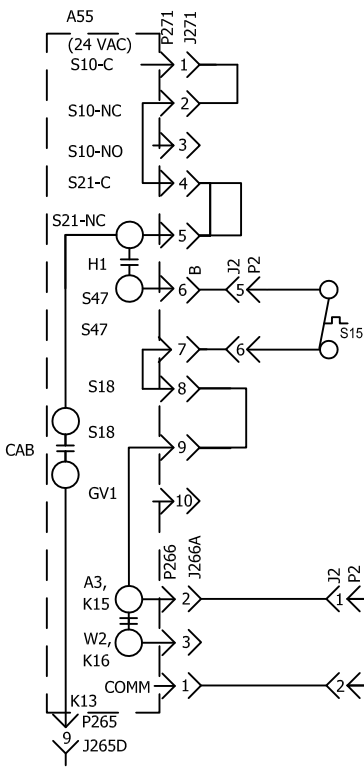 A55
(24 VAC)
P271
J271
S10-C
1
S10-NC
2
S10-NO
3
S21-C
4
S21-NC
5
H1
B
J2
P2
S47
6
5
S47
S15
7
6
S18
8
S18
CAB
9
GV1
10
P266
J266A
J2
P2
A3,
K15
2
1
W2,
K16
3
COMM
1
2
K13
P265
9
J265D